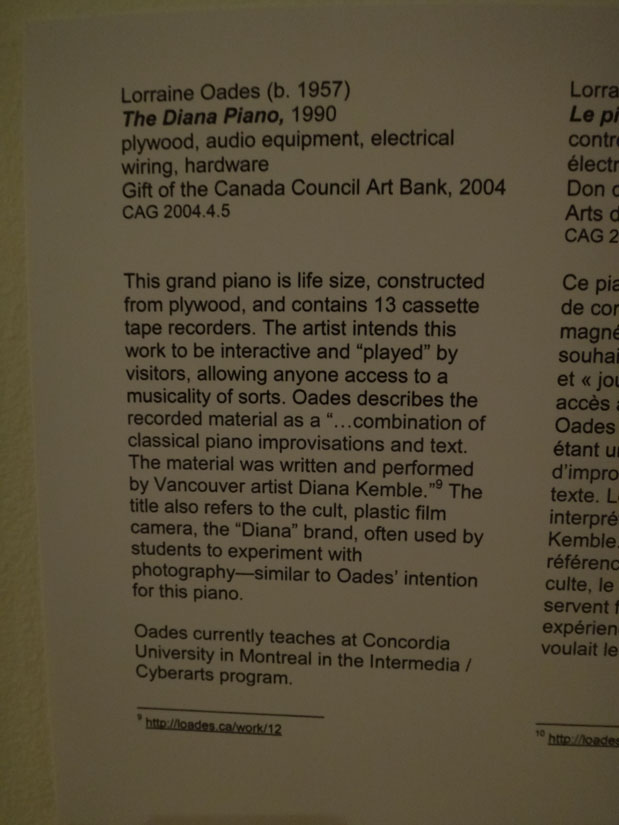 Lorraine Oades (b. 1957)
The Diana Piano, 1990
plywood, audio equipment, electrical
wiring, hardware
Gift of the Canada Council Art Bank, 2004
CAG 2004.4.5
This grand piano is life size, constructed
from plywood, and contains 13 cassette
tape recorders. The artist intends this
work to be interactive and “played” by
visitors, allowing anyone access to a
musicality of sorts. Oades describes the
recorded material as a “…combination of
classical piano improvisations and text.
The material was written and performed
by Vancouver artist Diana Kemble.”⁹ The
title also refers to the cult, plastic film
camera, the “Diana” brand, often used by
students to experiment with
photography—similar to Oades’ intention
for this piano.
Oades currently teaches at Concordia
University in Montreal in the Intermedia /
Cyberarts program.
⁹ http://loades.ca/work/12
Lorra
Le pi
contre
électr
Don d
Arts d
CAG 2
Ce pia
de con
magné
souhai
et « jou
accès à
Oades
étant u
d’impro
texte. L
interpré
Kemble.
référenc
culte, le
servent f
expérien
voulait le
¹⁰ http://loades